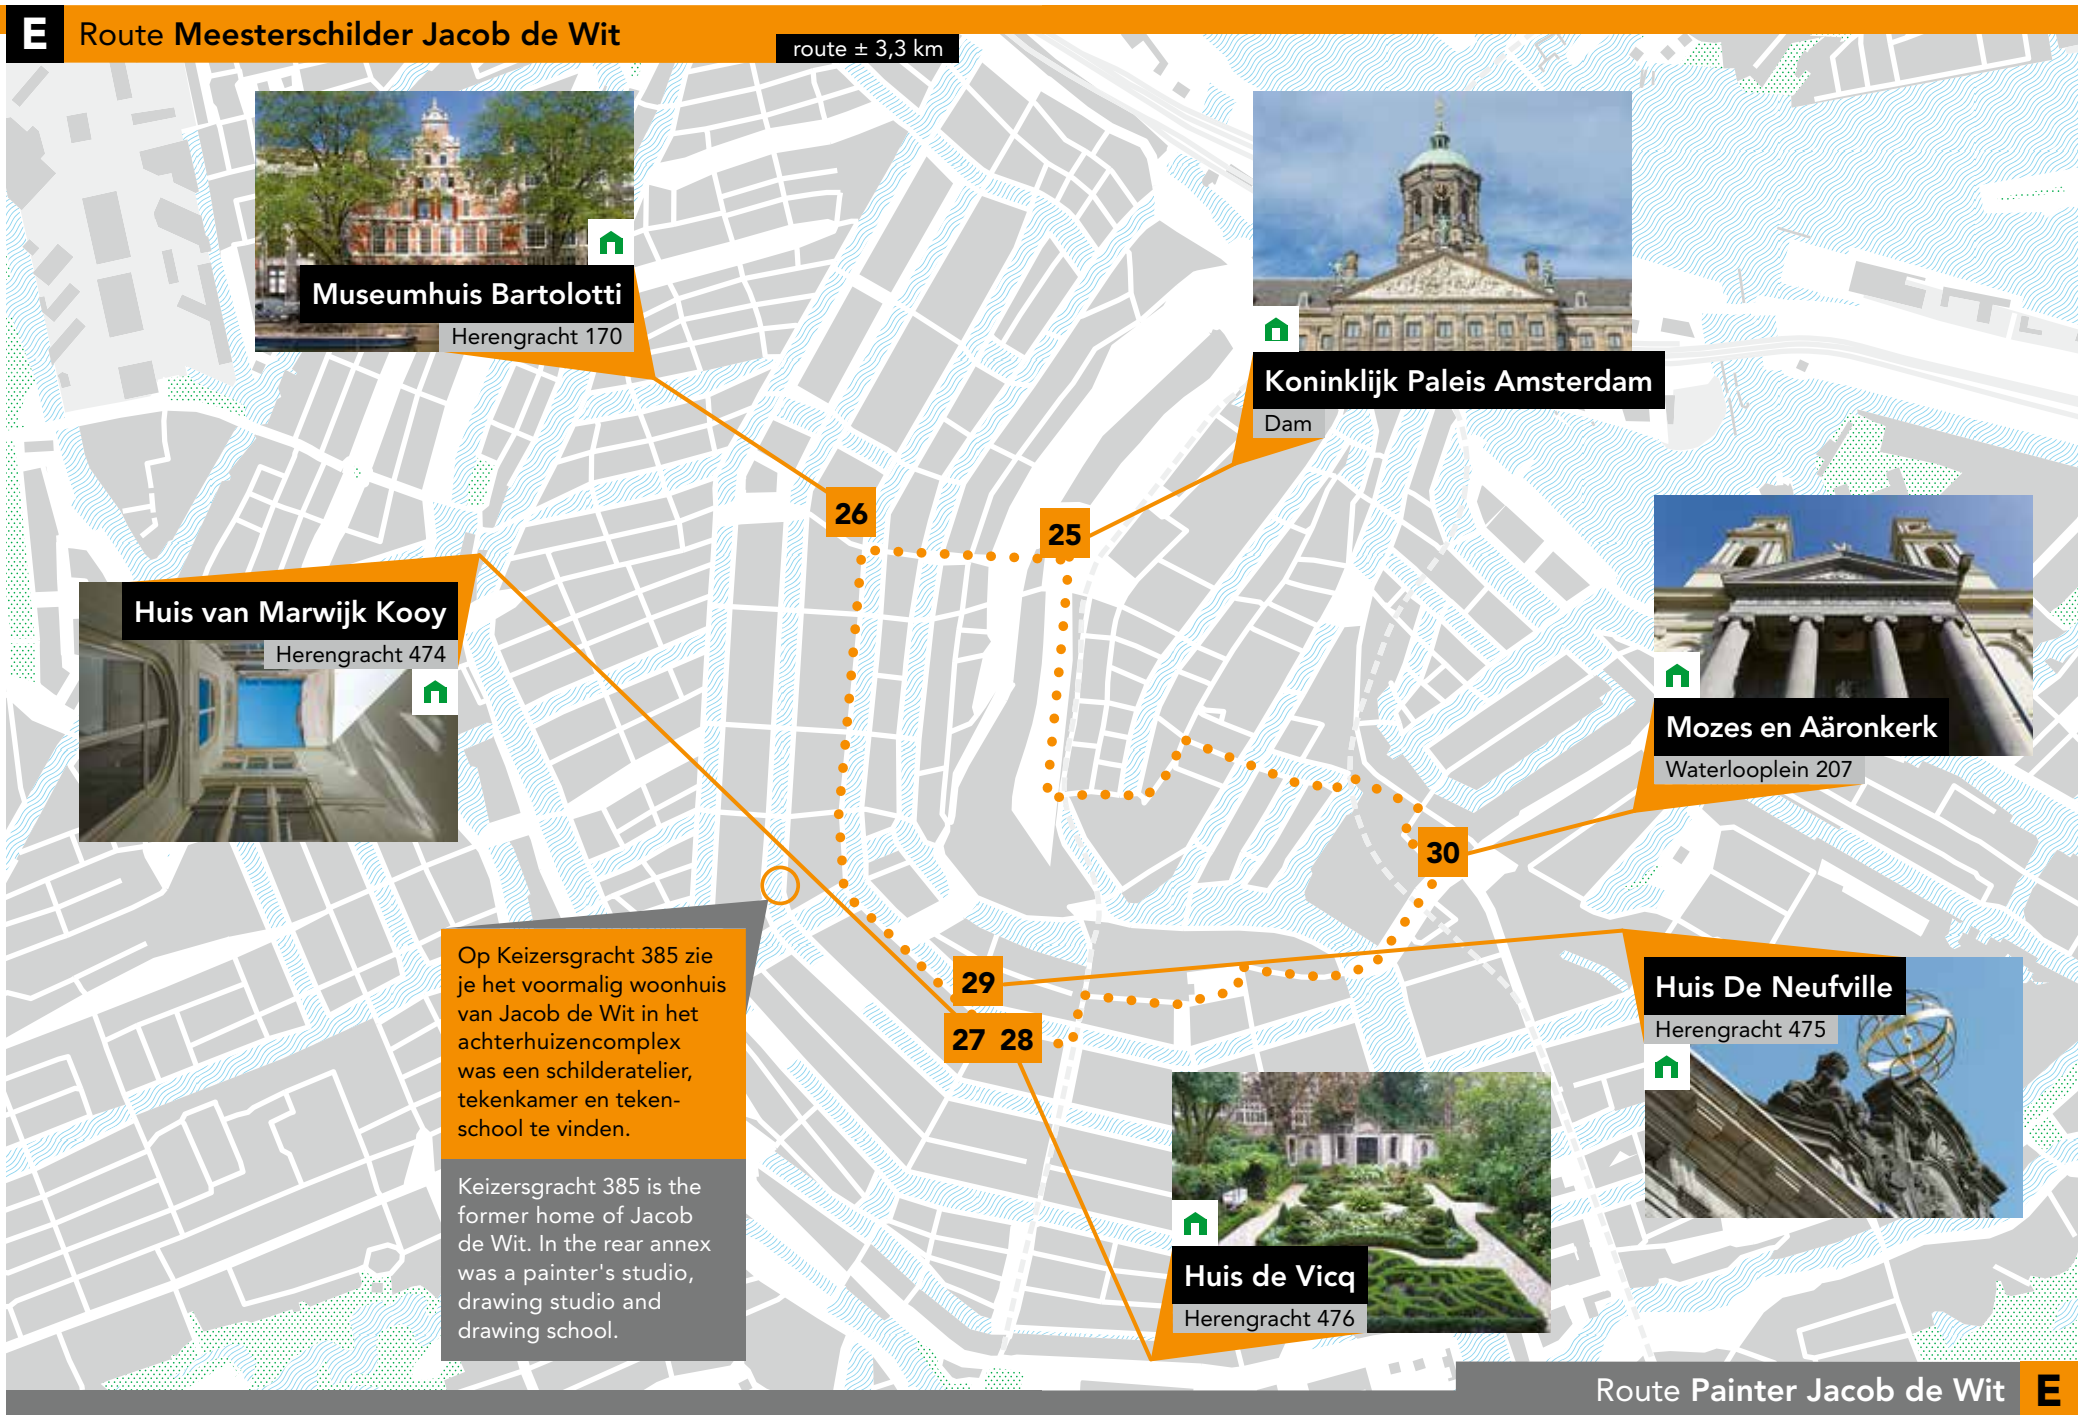 E Route Meesterschilder Jacob de Wit
route ± 3,3 km
Museumhuis Bartolotti
Herengracht 170
Koninklijk Paleis Amsterdam
Dam
26
25
Huis van Marwijk Kooy
Herengracht 474
Mozes en Aäronkerk
Waterlooplein 207
30
Op Keizersgracht 385 zie
je het voormalig woonhuis
van Jacob de Wit in het
achterhuizencomplex
was een schilderatelier,
tekenkamer en teken-
school te vinden.
Keizersgracht 385 is the
former home of Jacob
de Wit. In the rear annex
was a painter's studio,
drawing studio and
drawing school.
29
27 28
Huis De Neufville
Herengracht 475
Huis de Vicq
Herengracht 476
Route Painter Jacob de Wit E